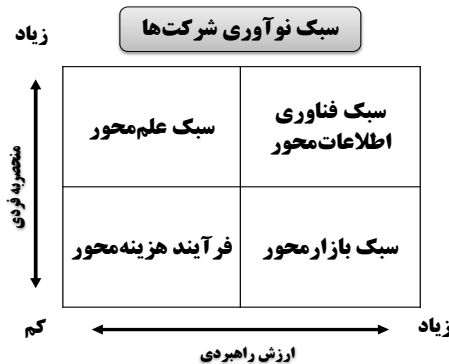 سبک نوآوری شرکت‌ها
زیاد
سبک فناوری
اطلاعات‌محور
سبک علم‌محور
منحصربه فردی
سبک بازارمحور
فرآیند هزینه‌محور
زیاد
کم
ارزش راهبردی